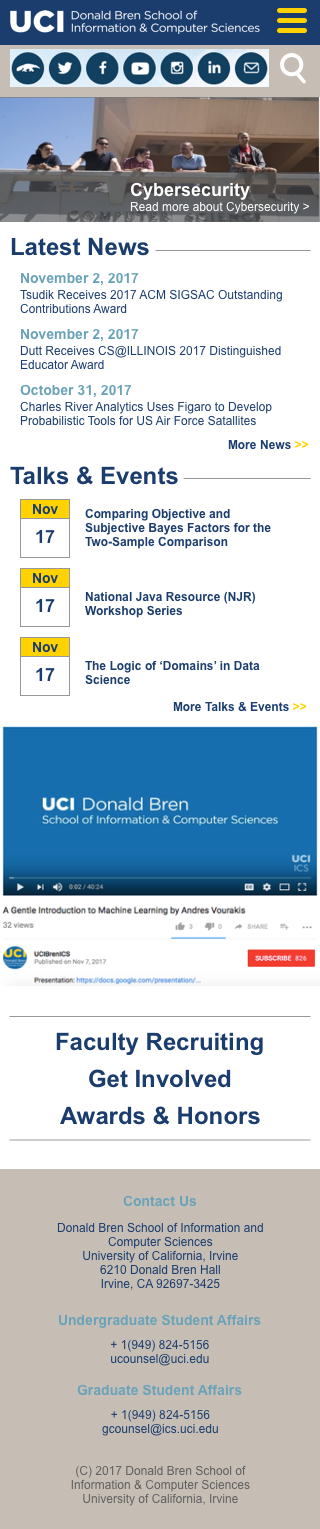 UCI Donald Bren School of
Information & Computer Sciences
COMPUTER SCIENCE
Cybersecurity
Read more about Cybersecurity >
Latest News
November 2, 2017
Tsudik Receives 2017 ACM SIGSAC Outstanding
Contributions Award
November 2, 2017
Dutt Receives CS@ILLINOIS 2017 Distinguished
Educator Award
October 31, 2017
Charles River Analytics Uses Figaro to Develop
Probabilistic Tools for US Air Force Satallites
More News >>
Talks & Events
Nov
17
Comparing Objective and
Subjective Bayes Factors for the
Two-Sample Comparison
Nov
17
National Java Resource (NJR)
Workshop Series
Nov
17
The Logic of ‘Domains’ in Data
Science
More Talks & Events >>
UCI Donald Bren
School of Information & Computer Sciences
UCI
ICS
0:02 / 40:24
A Gentle Introduction to Machine Learning by Andres Vourakis
32 views
3
0
SHARE
UCI
UCIBrenICS
Published on Nov 7, 2017
SUBSCRIBE 826
Presentation: https://docs.google.com/presentation/...
Faculty Recruiting
Get Involved
Awards & Honors
Contact Us
Donald Bren School of Information and
Computer Sciences
University of California, Irvine
6210 Donald Bren Hall
Irvine, CA 92697-3425
Undergraduate Student Affairs
+ 1(949) 824-5156
ucounsel@uci.edu
Graduate Student Affairs
+ 1(949) 824-5156
gcounsel@ics.uci.edu
(C) 2017 Donald Bren School of
Information & Computer Sciences
University of California, Irvine